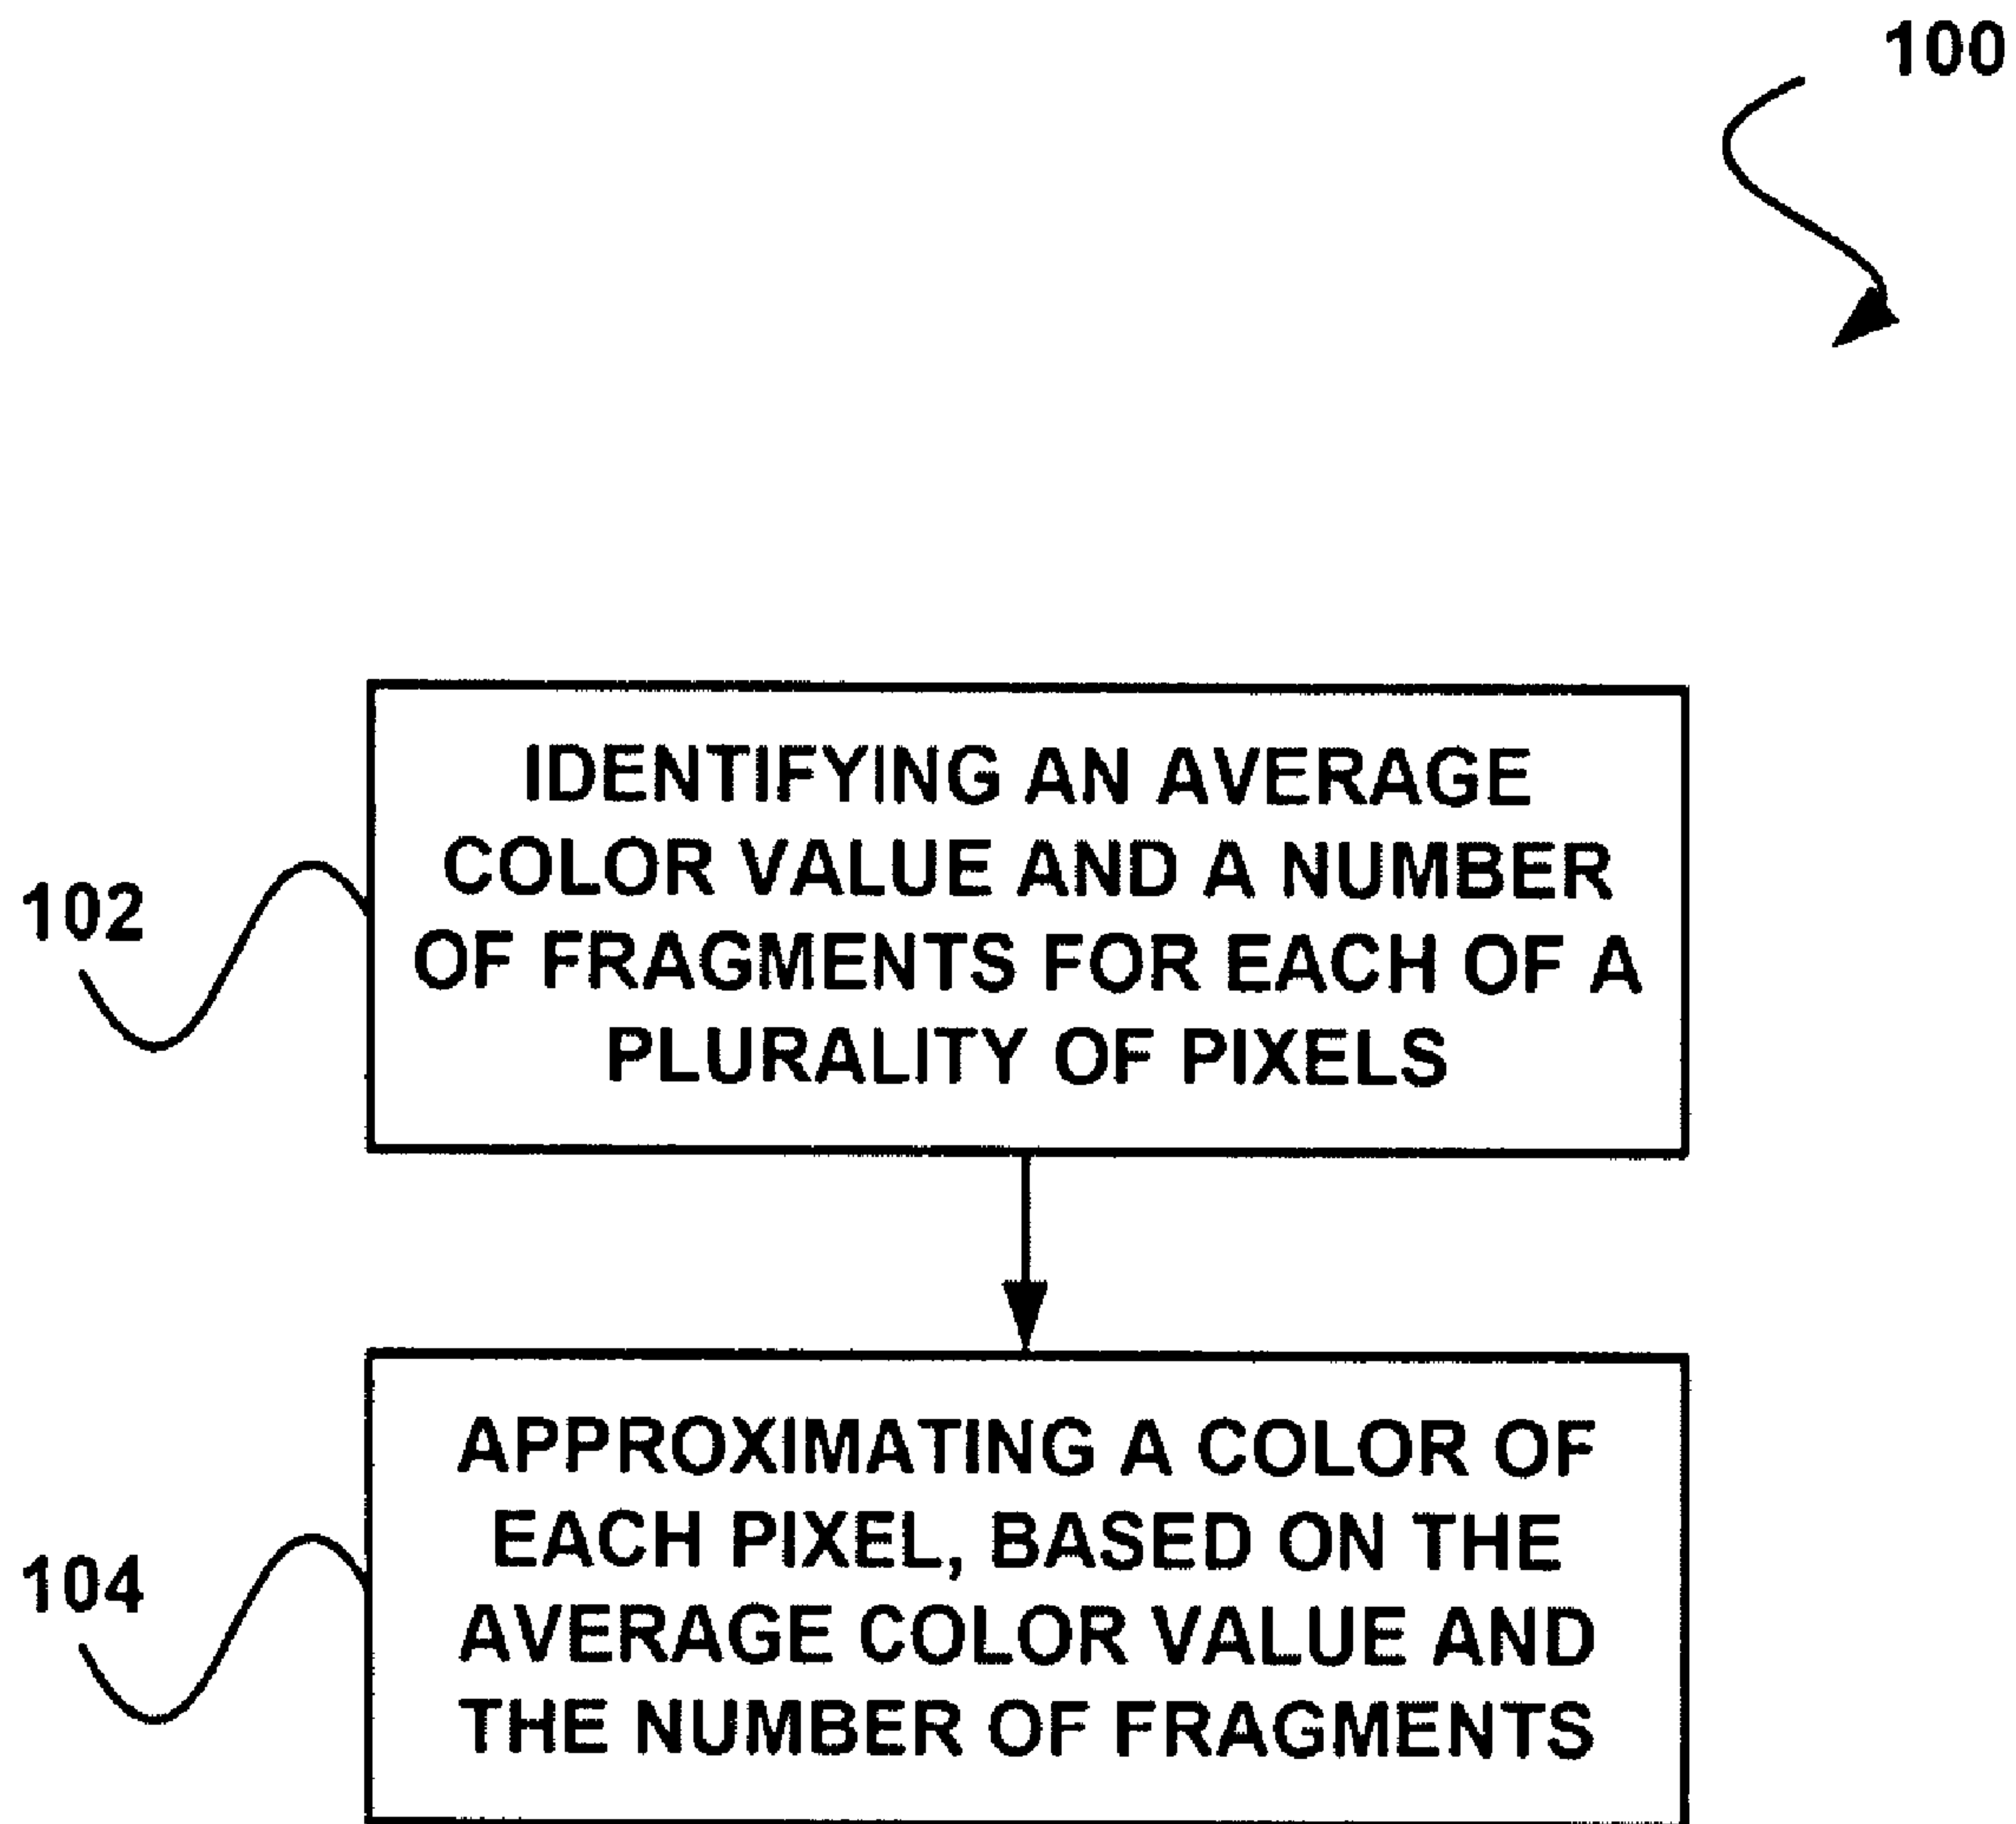 100
IDENTIFYING AN AVERAGE
COLOR VALUE AND A NUMBER
OF FRAGMENTS FOR EACH OF A
PLURALITY OF PIXELS
102
APPROXIMATING A COLOR OF
EACH PIXEL, BASED ON THE
AVERAGE COLOR VALUE AND
THE NUMBER OF FRAGMENTS
104